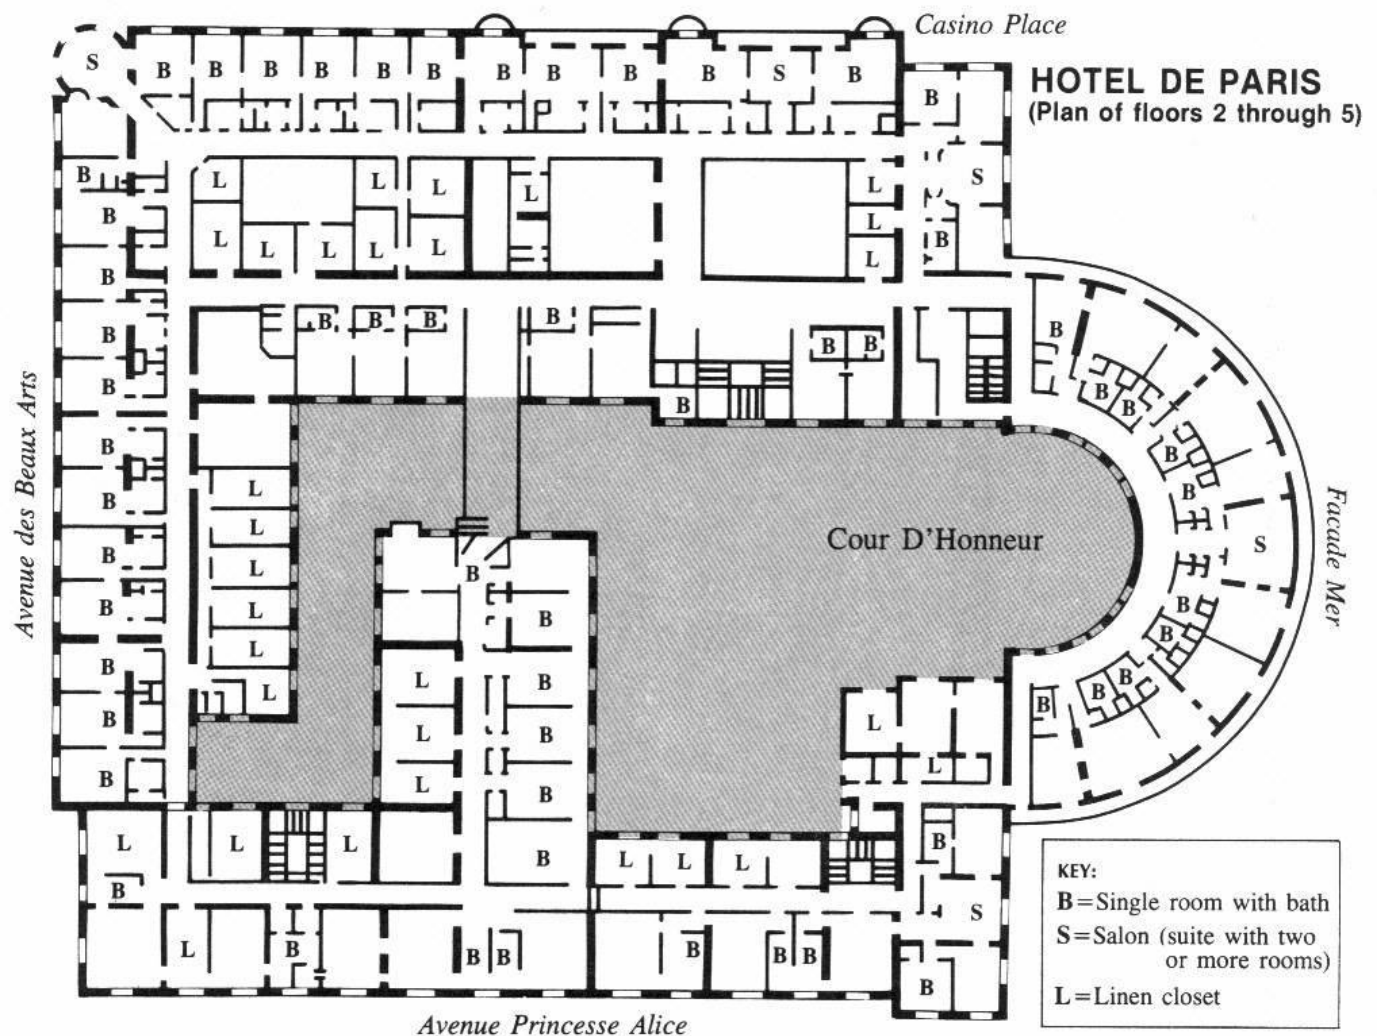 Casino Place
HOTEL DE PARIS
(Plan of floors 2 through 5)
S B B B B B B B B B B S B
B
B L L L L L S
B L
L L L L L B
L
B
B B B B B
B B B
B
B B B
B B
L B
B
L
B L Cour D'Honneur S
B L B
B L B B
B L B
L B B B
B L B
B L B L
L B
B L B
L L B L L L B
B
S
L B B B B B B
B
Avenue des Beaux Arts
Facade Mer
Avenue Princesse Alice
KEY:
B=Single room with bath
S=Salon (suite with two
or more rooms)
L=Linen closet